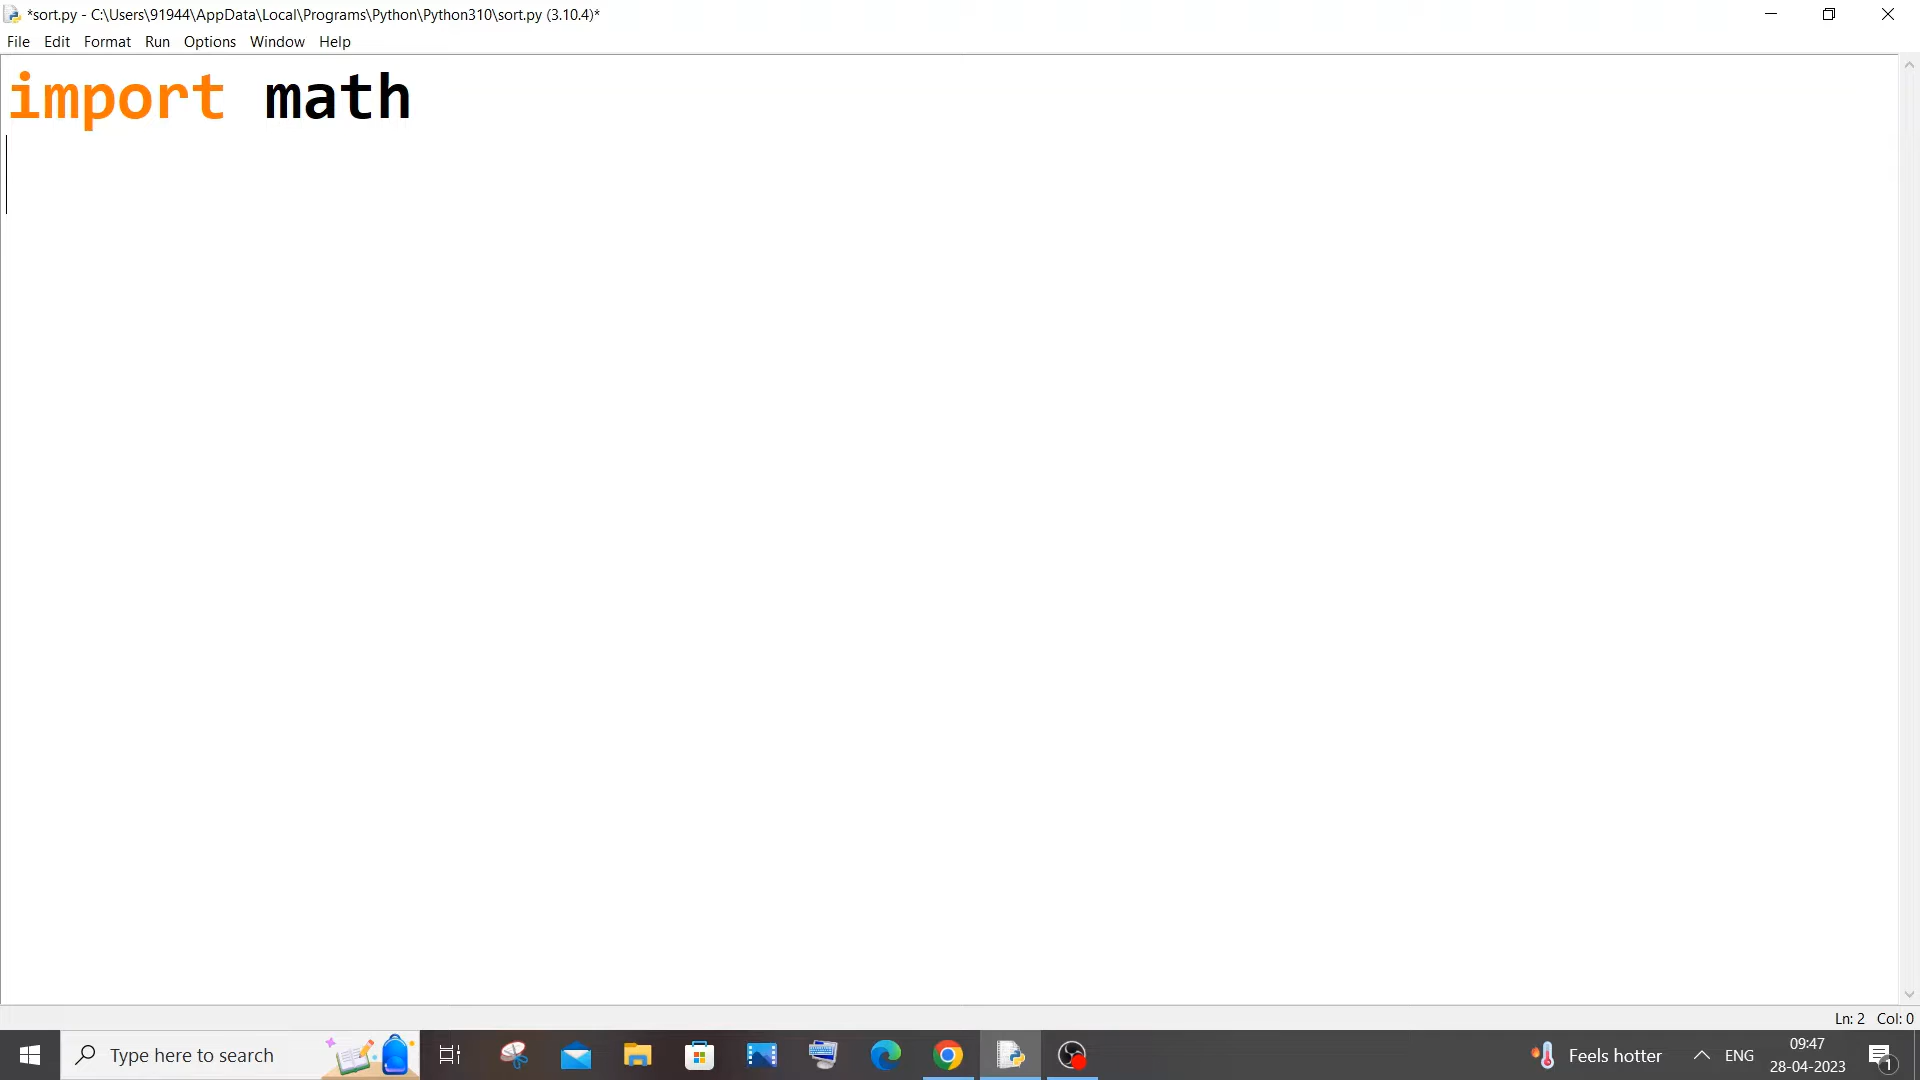 *sort.py - C:\Users\91944\AppData\Local\Programs\Python\Python310\sort.py (3.10.4)*
File Edit Format Run Options Window Help
import math
Ln: 2 Col: 0
Type here to search
Feels hotter
ENG
09:47
28-04-2023
1